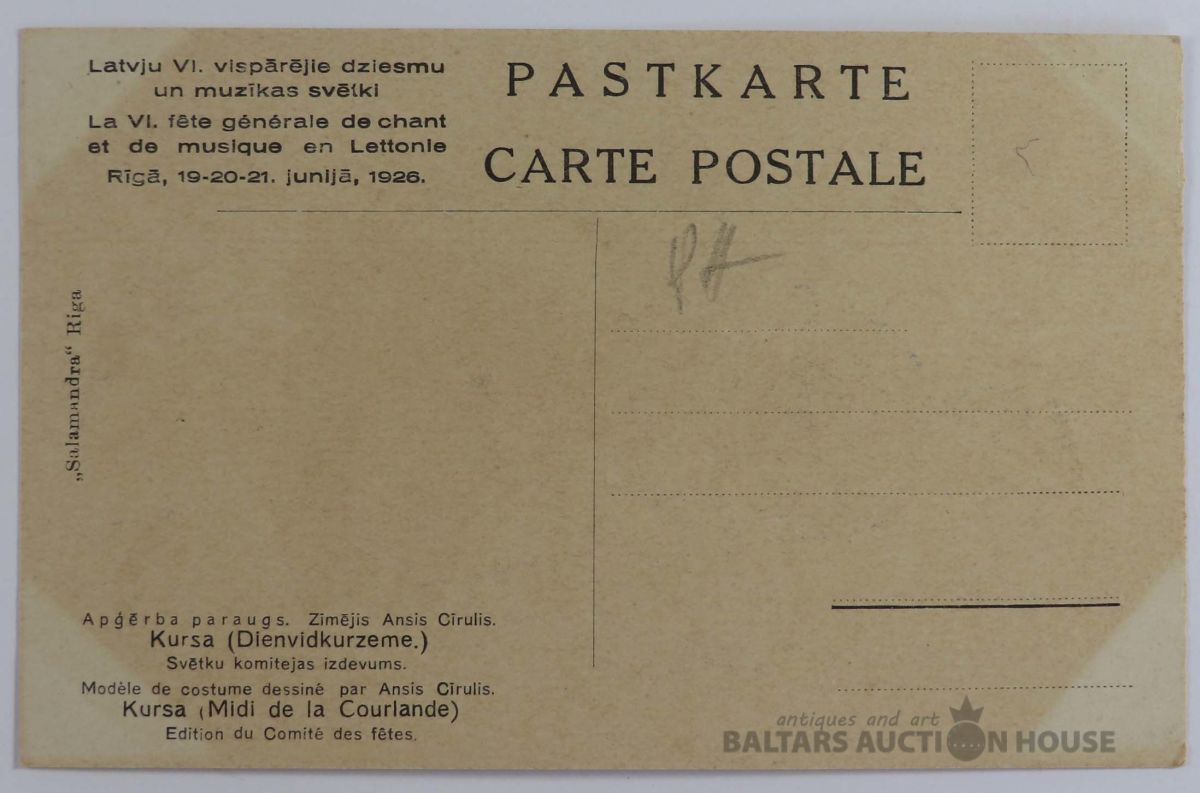 Latvju VI. vispārējie dziesmu
un muzīkas svētki
La VI. fête générale de chant
et de musique en Lettonie
Rīgā, 19-20-21. junijā, 1926.
PASTKARTE
CARTE POSTALE
„Salamandra“ Riga
Apģērba paraugs. Zīmējis Ansis Cīrulis.
Kursa (Dienvidkurzeme.)
Svētku komitejas izdevums.
Modèle de costume dessiné par Ansis Cīrulis.
Kursa (Midi de la Courlande)
Edition du Comité des fêtes.
antiques and art
BALTARS AUCTION HOUSE